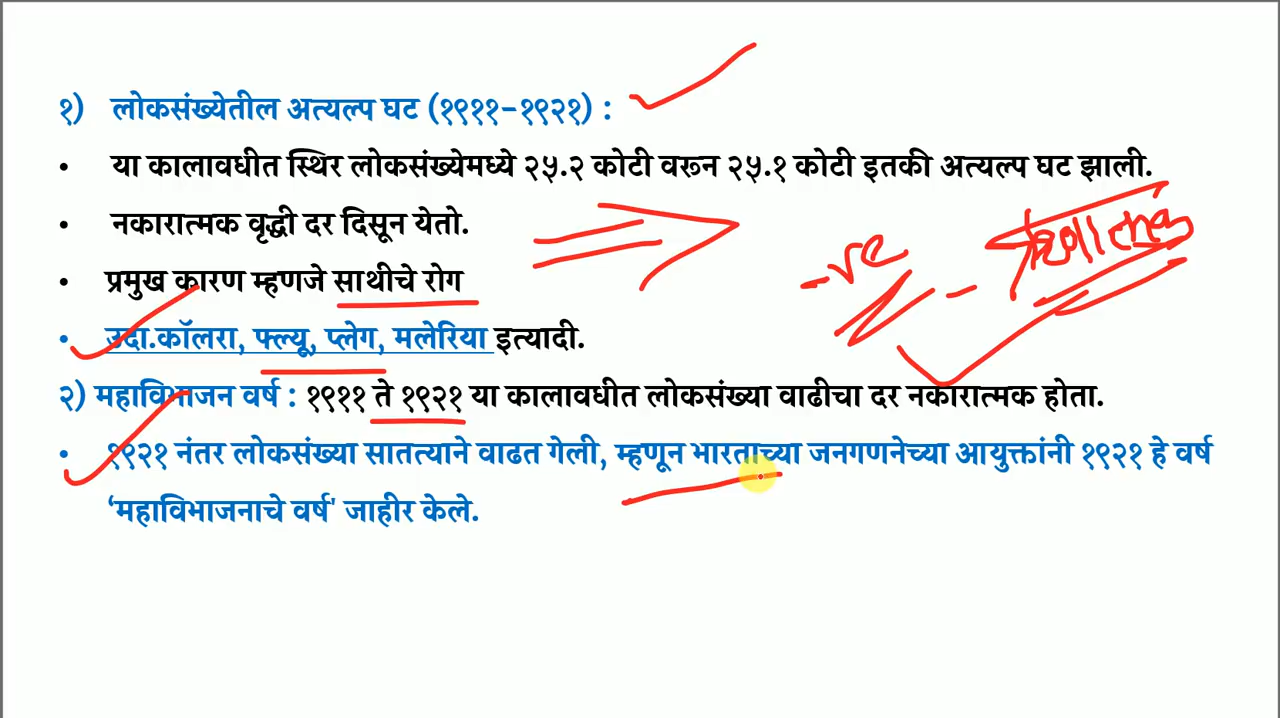 १) लोकसंख्येतील अत्यल्प घट (१९११-१९२१) :
• या कालावधीत स्थिर लोकसंख्येमध्ये २५.२ कोटी वरून २५.१ कोटी इतकी अत्यल्प घट झाली.
• नकारात्मक वृद्धी दर दिसून येतो.
-ve - ऋणात्मक
• प्रमुख कारण म्हणजे साथीचे रोग
• उदा.कॉलरा, फ्ल्यू, प्लेग, मलेरिया इत्यादी.
२) महाविभाजन वर्ष : १९११ ते १९२१ या कालावधीत लोकसंख्या वाढीचा दर नकारात्मक होता.
• १९२१ नंतर लोकसंख्या सातत्याने वाढत गेली, म्हणून भारताच्या जनगणनेच्या आयुक्तांनी १९२१ हे वर्ष
‘महाविभाजनाचे वर्ष' जाहीर केले.